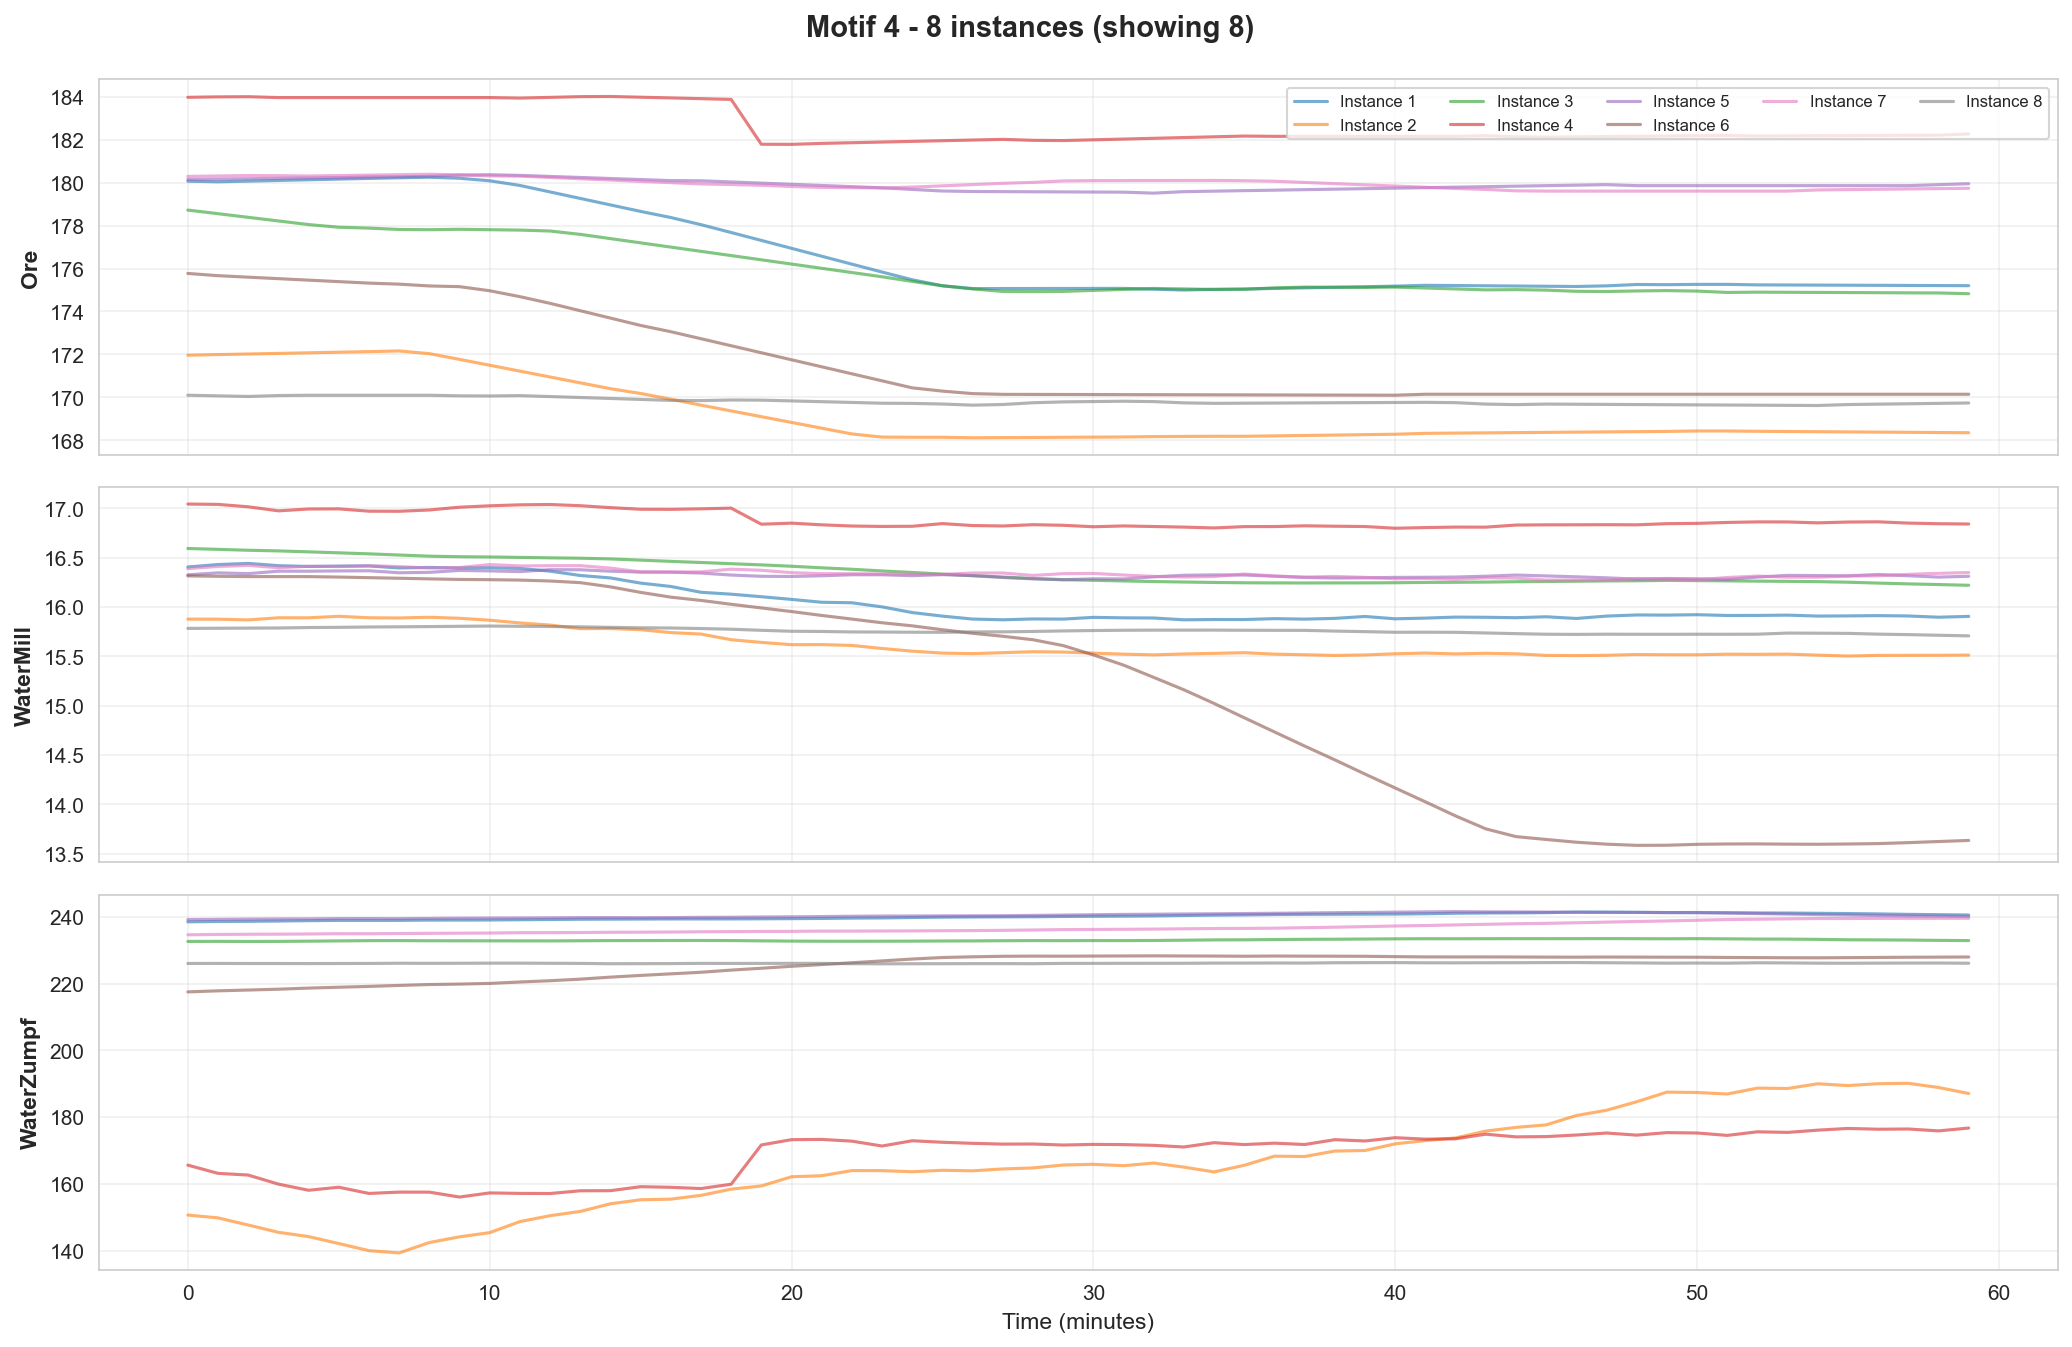 Motif 4 - 8 instances (showing 8)
Instance 1 Instance 3 Instance 5 Instance 7 Instance 8
Instance 2 Instance 4 Instance 6
184
182
180
178
176
174
172
170
168
Ore
17.0
16.5
16.0
15.5
15.0
14.5
14.0
13.5
WaterMill
240
220
200
180
160
140
WaterZumpf
0 10 20 30 40 50 60
Time (minutes)